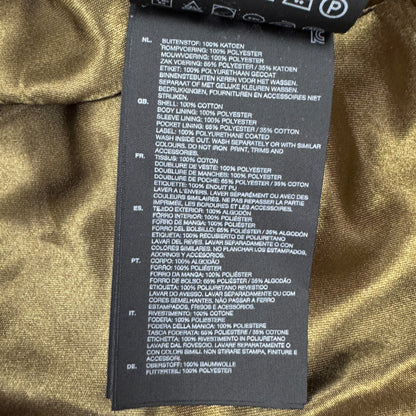 NL. BUITENSTOF: 100% KATOEN
ROMPVOERING: 100% POLYESTER
MOUWVOERING: 100% POLYESTER
ZAK VOERING: 65% POLYESTER / 35% KATOEN
ETIKET: 100% POLYURETHAAN GECOAT
BINNENSTEBUITEN KEREN VOOR HET WASSEN.
SEPARAAT OF MET GELIJKE KLEUREN WASSEN.
BEDRUKKINGEN, FOURNITUREN EN ACCESSOIRES NIET
STRIJKEN.
GB. SHELL: 100% COTTON
BODY LINING: 100% POLYESTER
SLEEVE LINING: 100% POLYESTER
POCKET LINING: 65% POLYESTER / 35% COTTON
LABEL: 100% POLYURETHANE COATED
WASH INSIDE OUT. WASH SEPARATELY OR WITH SIMILAR
COLOURS. DO NOT IRON, PRINT, TRIMS AND
ACCESSORIES.
FR. TISSUS: 100% COTON
DOUBLURE DE VESTE: 100% POLYESTER
DOUBLURE DE MANCHES: 100% POLYESTER
DOUBLURE DE POCHE: 65% POLYESTER / 35% COTON
ETIQUETTE: 100% ENDUIT PU
LAVER A L'ENVERS. LAVER SEPAREMENT OU AVEC DES
COULEURS SIMILAIRES. NE PAS REPASSER LA PARTIE
IMPRIMEE, LES BORDURES ET LES ACCESSOIRES.
ES. TEJIDO EXTERIOR: 100% ALGODÓN
FORRO INTERIOR: 100% POLIÉSTER
FORRO DE MANGA: 100% POLIÉSTER
FORRO DEL BOLSILLO: 65% POLIÉSTER / 35% ALGODÓN
ETIQUETA: 100% RECUBIERTO DE POLIURETANO
LAVAR DEL REVES. LAVAR SEPARADAMENTE O CON
COLORES SIMILARES. NO PLANCHAR LOS ESTAMPADOS,
ADORNOS Y ACCESORIOS.
PT. CORPO: 100% ALGODÃO
FORRO: 100% POLIÉSTER
FORRO DA MANGA: 100% POLIÉSTER
FORRO DE BOLSO: 65% POLIÉSTER / 35% ALGODÃO
ETIQUETA: 100% POLIURETANO REVESTIDO
LAVAR DO AVESSO. LAVAR SEPARADAMENTE OU COM
CORES SEMELHANTES. NÃO PASSAR A FERRO
ESTAMPADOS, FRISOS E ACESSÓRIOS.
IT. RIVESTIMENTO: 100% COTONE
FODERA: 100% POLIESTERE
FODERA DELLA MANICA: 100% POLIESTERE
TASCA FODERATA: 65% POLIESTERE / 35% COTONE
ETICHETTA: 100% RIVESTIMENTO IN POLIURETANO
LAVARE DAL ROVESCIO. LAVARE SEPARATAMENTE O
CON COLORI SIMILI. NON STIRARE STAMPE, FINITURE E
ACCESSORI.
DE. OBERSTOFF: 100% BAUMWOLLE
FUTTERTEIL: 100% POLYESTER